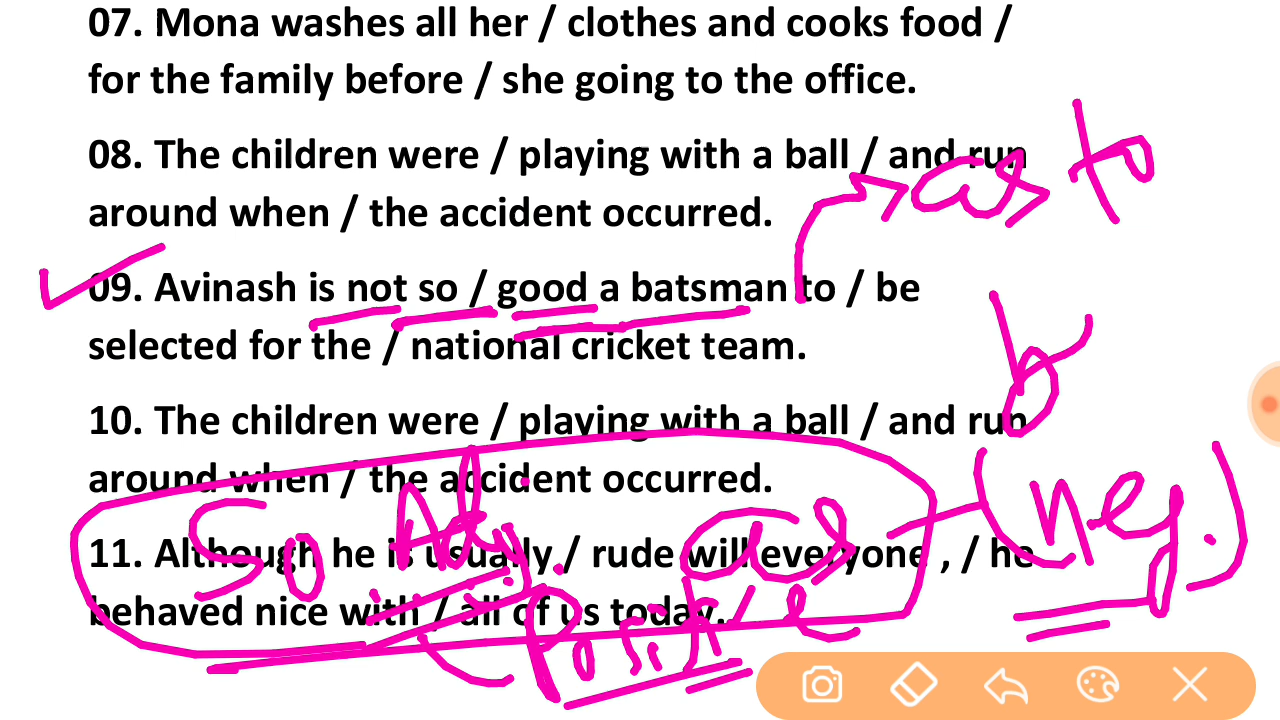 07. Mona washes all her / clothes and cooks food /
for the family before / she going to the office.
08. The children were / playing with a ball / and run
around when / the accident occurred.
as to
09. Avinash is not so / good a batsman to / be
selected for the / national cricket team.
10. The children were / playing with a ball / and run
around when / the accident occurred.
So Adj. as (neg.)
11. Although he is usually / rude will everyone , / he
behaved nice with / all of us today.
Positive